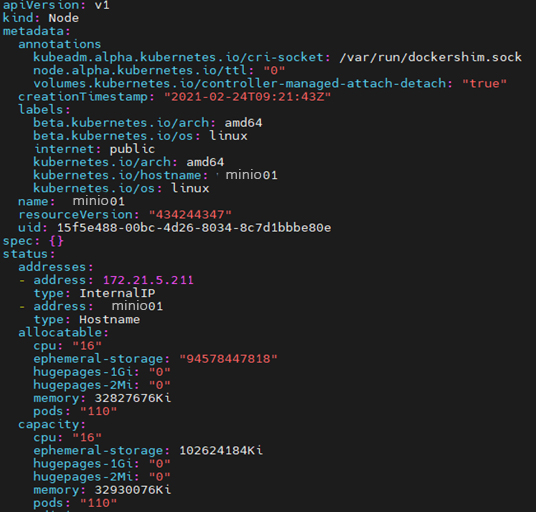 apiVersion: v1
kind: Node
metadata:
  annotations
    kubeadm.alpha.kubernetes.io/cri-socket: /var/run/dockershim.sock
    node.alpha.kubernetes.io/ttl: "0"
    volumes.kubernetes.io/controller-managed-attach-detach: "true"
  creationTimestamp: "2021-02-24T09:21:43Z"
  labels:
    beta.kubernetes.io/arch: amd64
    beta.kubernetes.io/os: linux
    internet: public
    kubernetes.io/arch: amd64
    kubernetes.io/hostname: minio01
    kubernetes.io/os: linux
  name: minio01
  resourceVersion: "434244347"
  uid: 15f5e488-00bc-4d26-8034-8c7d1bbbe80e
spec: {}
status:
  addresses:
  - address: 172.21.5.211
    type: InternalIP
  - address: minio01
    type: Hostname
  allocatable:
    cpu: "16"
    ephemeral-storage: "94578447818"
    hugepages-1Gi: "0"
    hugepages-2Mi: "0"
    memory: 32827676Ki
    pods: "110"
  capacity:
    cpu: "16"
    ephemeral-storage: 102624184Ki
    hugepages-1Gi: "0"
    hugepages-2Mi: "0"
    memory: 32930076Ki
    pods: "110"